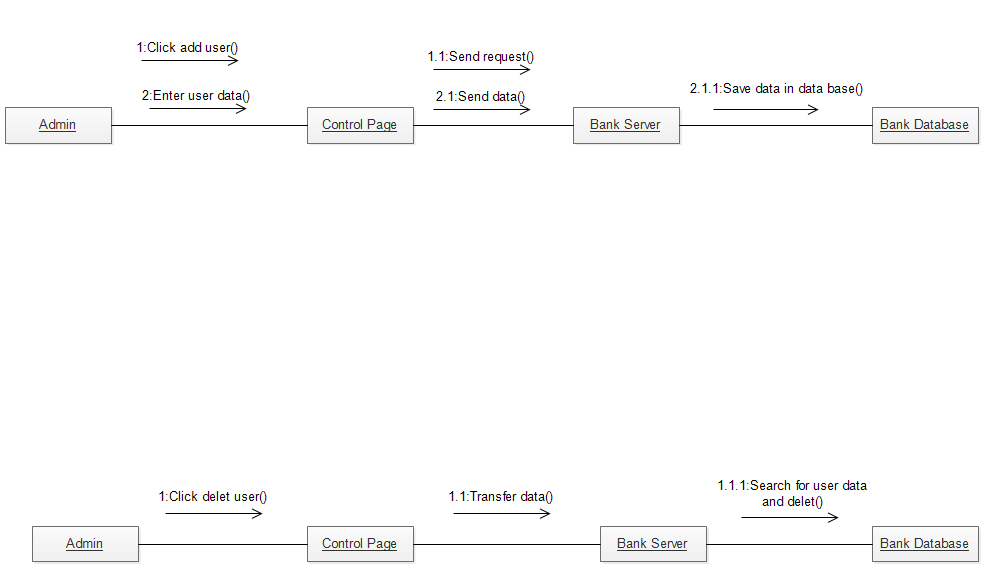 1:Click add user()
1.1:Send request()
2:Enter user data()
2.1:Send data()
2.1.1:Save data in data base()
Admin
Control Page
Bank Server
Bank Database
1:Click delet user()
1.1:Transfer data()
1.1.1:Search for user data
and delet()
Admin
Control Page
Bank Server
Bank Database